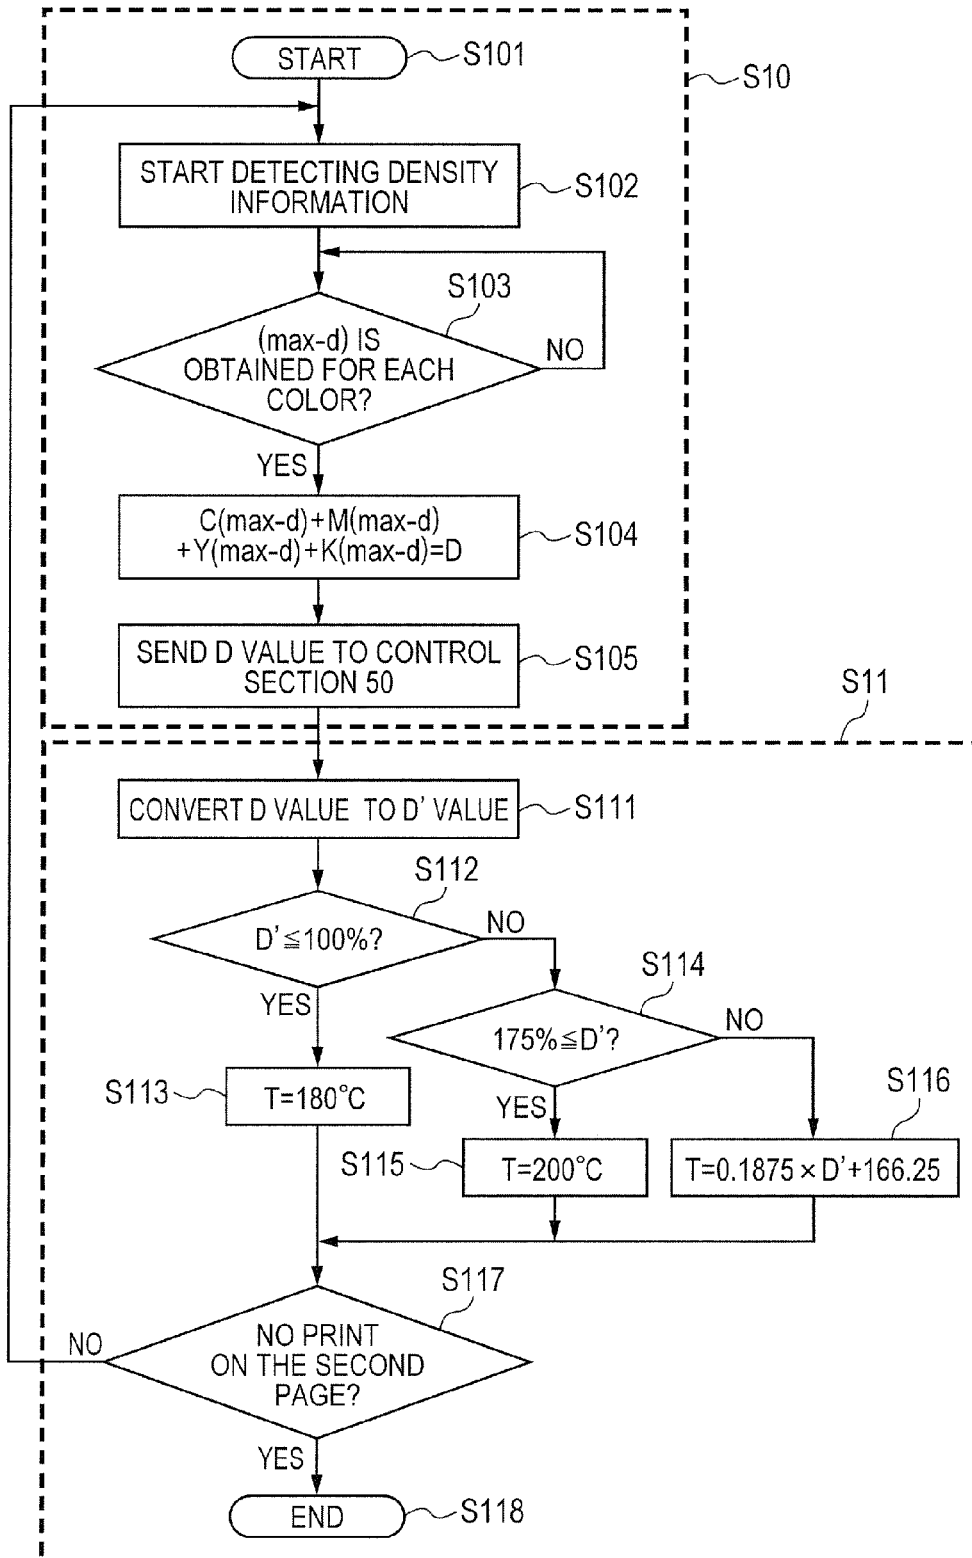 START
S101
S10
START DETECTING DENSITY
INFORMATION
S102
S103
(max-d) IS
OBTAINED FOR EACH
COLOR?
NO
YES
C(max-d)+M(max-d)
+Y(max-d)+K(max-d)=D
S104
SEND D VALUE TO CONTROL
SECTION 50
S105
S11
CONVERT D VALUE TO D' VALUE
S111
S112
D'≦100%?
NO
YES
S114
175%≦D'?
NO
YES
S113
T=180°C
S115
T=200°C
S116
T=0.1875×D'+166.25
S117
NO PRINT
ON THE SECOND
PAGE?
NO
YES
END
S118